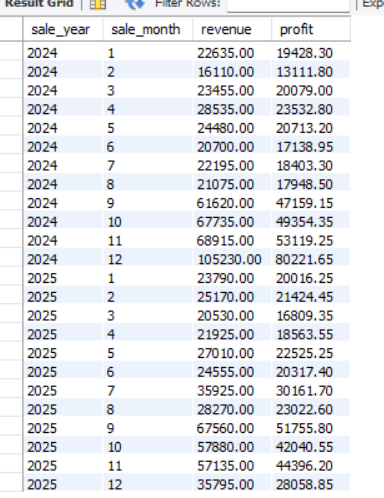 Result Grid Filter Rows:
sale_year sale_month revenue profit
2024 1 22635.00 19428.30
2024 2 16110.00 13111.80
2024 3 23455.00 20079.00
2024 4 28535.00 23532.80
2024 5 24480.00 20713.20
2024 6 20700.00 17138.95
2024 7 22195.00 18403.30
2024 8 21075.00 17948.50
2024 9 61620.00 47159.15
2024 10 67735.00 49354.35
2024 11 68915.00 53119.25
2024 12 105230.00 80221.65
2025 1 23790.00 20016.25
2025 2 25170.00 21424.45
2025 3 20530.00 16809.35
2025 4 21925.00 18563.55
2025 5 27010.00 22525.25
2025 6 24555.00 20317.40
2025 7 35925.00 30161.70
2025 8 28270.00 23022.60
2025 9 67560.00 51755.80
2025 10 57880.00 42040.55
2025 11 57135.00 44396.20
2025 12 35795.00 28058.85